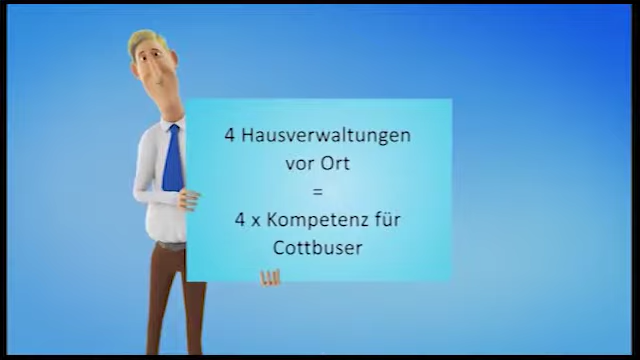 4 Hausverwaltungen
vor Ort
=
4 x Kompetenz für
Cottbuser